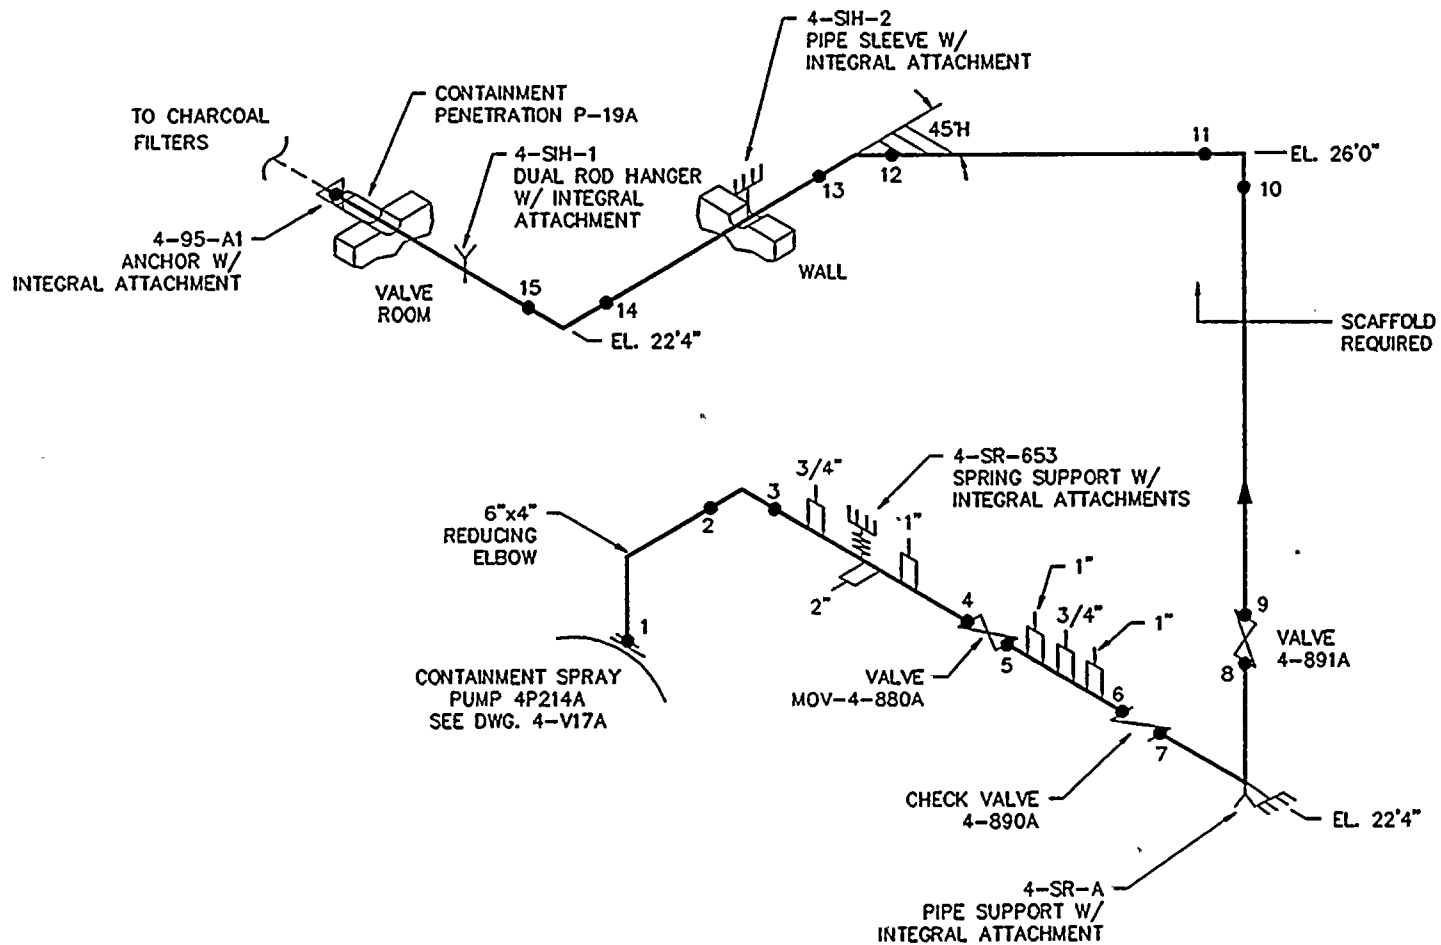 4-SIH-2
PIPE SLEEVE W/
INTEGRAL ATTACHMENT
CONTAINMENT
PENETRATION P-19A
TO CHARCOAL
FILTERS
4-SIH-1
DUAL ROD HANGER
W/ INTEGRAL
ATTACHMENT
45°H
11
EL. 26'0"
12
13
10
4-95-A1
ANCHOR W/
INTEGRAL ATTACHMENT
VALVE
ROOM
15
14
WALL
EL. 22'4"
SCAFFOLD
REQUIRED
6"x4"
REDUCING
ELBOW
2
3
3/4"
4-SR-653
SPRING SUPPORT W/
INTEGRAL ATTACHMENTS
1"
2"
1
4
5
1"
3/4"
1"
9
VALVE
4-891A
8
CONTAINMENT SPRAY
PUMP 4P214A
SEE DWG. 4-V17A
VALVE
MOV-4-880A
6
7
CHECK VALVE
4-890A
EL. 22'4"
4-SR-A
PIPE SUPPORT W/
INTEGRAL ATTACHMENT